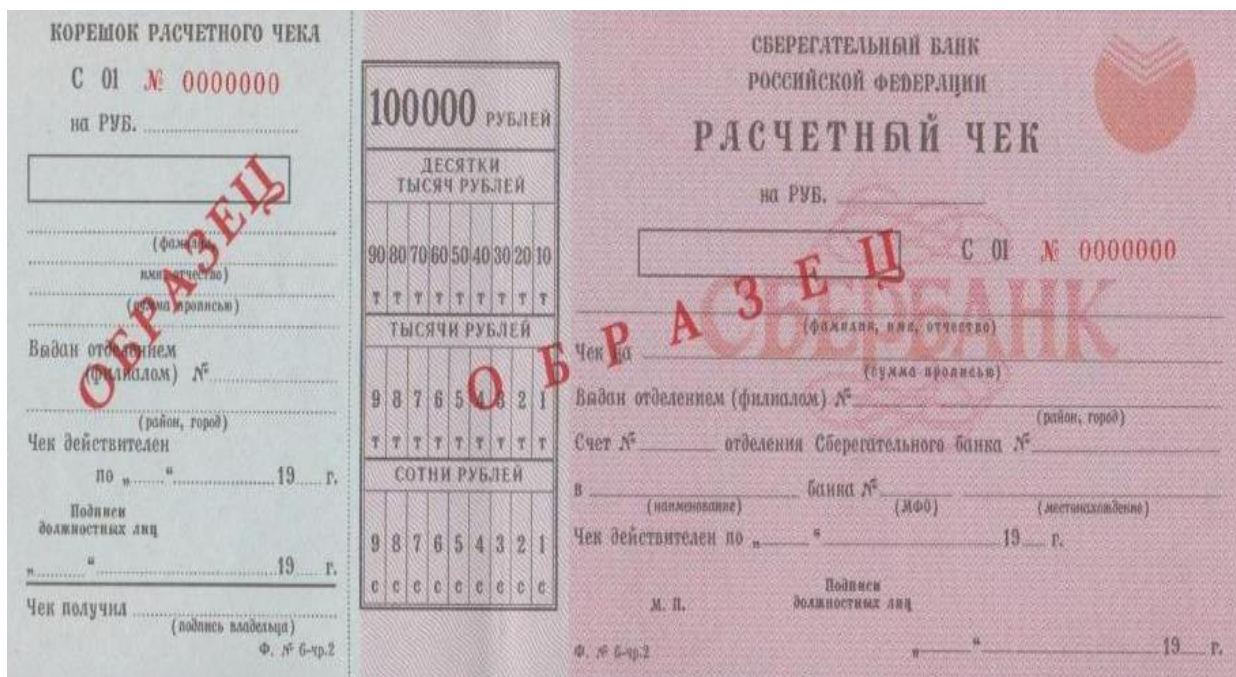 КОРЕШОК РАСЧЕТНОГО ЧЕКА
С 01 № 0000000
на РУБ.
(фамилия,
имя, отчество)
(сумма прописью)
Выдан отделением
(филиалом) №
(район, город)
Чек действителен
по „ “ 19 г.
Подписи
должностных лиц
„ “ 19 г.
Чек получил
(подпись владельца)
Ф. № 6-чр.2
ОБРАЗЕЦ
100000 РУБЛЕЙ
ДЕСЯТКИ
ТЫСЯЧ РУБЛЕЙ
90 80 70 60 50 40 30 20 10
Т Т Т Т Т Т Т Т Т
ТЫСЯЧИ РУБЛЕЙ
9 8 7 6 5 4 3 2 1
Т Т Т Т Т Т Т Т Т
СОТНИ РУБЛЕЙ
9 8 7 6 5 4 3 2 1
С С С С С С С С С
СБЕРЕГАТЕЛЬНЫЙ БАНК
РОССИЙСКОЙ ФЕДЕРАЦИИ
РАСЧЕТНЫЙ ЧЕК
на РУБ.
С 01 № 0000000
СБЕРБАНК
(фамилия, имя, отчество)
Чек на
(сумма прописью)
Выдан отделением (филиалом) №
(район, город)
Счет № отделения Сберегательного банка №
в банка №
(наименование) (МФО) (местонахождение)
Чек действителен по „ “ 19 г.
Подписи
М. П. должностных лиц
Ф. № 6-чр.2 „ “ 19 г.
ОБРАЗЕЦ